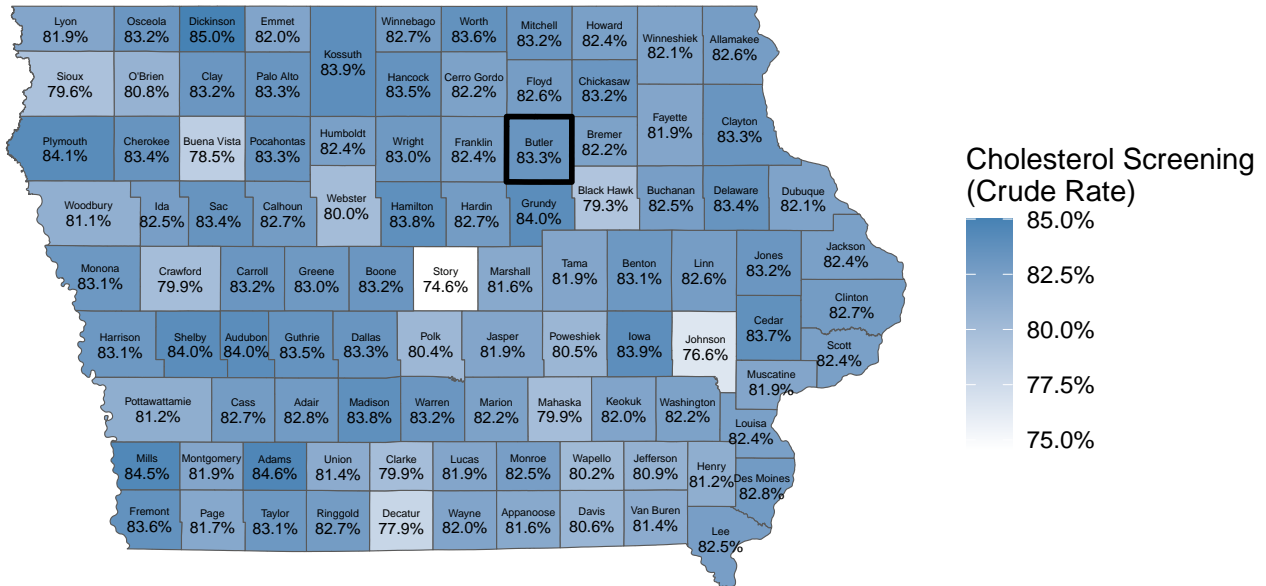 Lyon
81.9%
Osceola
83.2%
Dickinson
85.0%
Emmet
82.0%
Winnebago
82.7%
Worth
83.6%
Mitchell
83.2%
Howard
82.4%
Winneshiek
82.1%
Allamakee
82.6%
Kossuth
83.9%
Sioux
79.6%
O'Brien
80.8%
Clay
83.2%
Palo Alto
83.3%
Hancock
83.5%
Cerro Gordo
82.2%
Floyd
82.6%
Chickasaw
83.2%
Fayette
81.9%
Clayton
83.3%
Plymouth
84.1%
Cherokee
83.4%
Buena Vista
78.5%
Pocahontas
83.3%
Humboldt
82.4%
Wright
83.0%
Franklin
82.4%
Butler
83.3%
Bremer
82.2%
Woodbury
81.1%
Ida
82.5%
Sac
83.4%
Calhoun
82.7%
Webster
80.0%
Hamilton
83.8%
Hardin
82.7%
Grundy
84.0%
Black Hawk
79.3%
Buchanan
82.5%
Delaware
83.4%
Dubuque
82.1%
Monona
83.1%
Crawford
79.9%
Carroll
83.2%
Greene
83.0%
Boone
83.2%
Story
74.6%
Marshall
81.6%
Tama
81.9%
Benton
83.1%
Linn
82.6%
Jones
83.2%
Jackson
82.4%
Clinton
82.7%
Harrison
83.1%
Shelby
84.0%
Audubon
84.0%
Guthrie
83.5%
Dallas
83.3%
Polk
80.4%
Jasper
81.9%
Poweshiek
80.5%
Iowa
83.9%
Johnson
76.6%
Cedar
83.7%
Scott
82.4%
Muscatine
81.9%
Pottawattamie
81.2%
Cass
82.7%
Adair
82.8%
Madison
83.8%
Warren
83.2%
Marion
82.2%
Mahaska
79.9%
Keokuk
82.0%
Washington
82.2%
Louisa
82.4%
Mills
84.5%
Montgomery
81.9%
Adams
84.6%
Union
81.4%
Clarke
79.9%
Lucas
81.9%
Monroe
82.5%
Wapello
80.2%
Jefferson
80.9%
Henry
81.2%
Des Moines
82.8%
Fremont
83.6%
Page
81.7%
Taylor
83.1%
Ringgold
82.7%
Decatur
77.9%
Wayne
82.0%
Appanoose
81.6%
Davis
80.6%
Van Buren
81.4%
Lee
82.5%
Cholesterol Screening
(Crude Rate)
85.0%
82.5%
80.0%
77.5%
75.0%